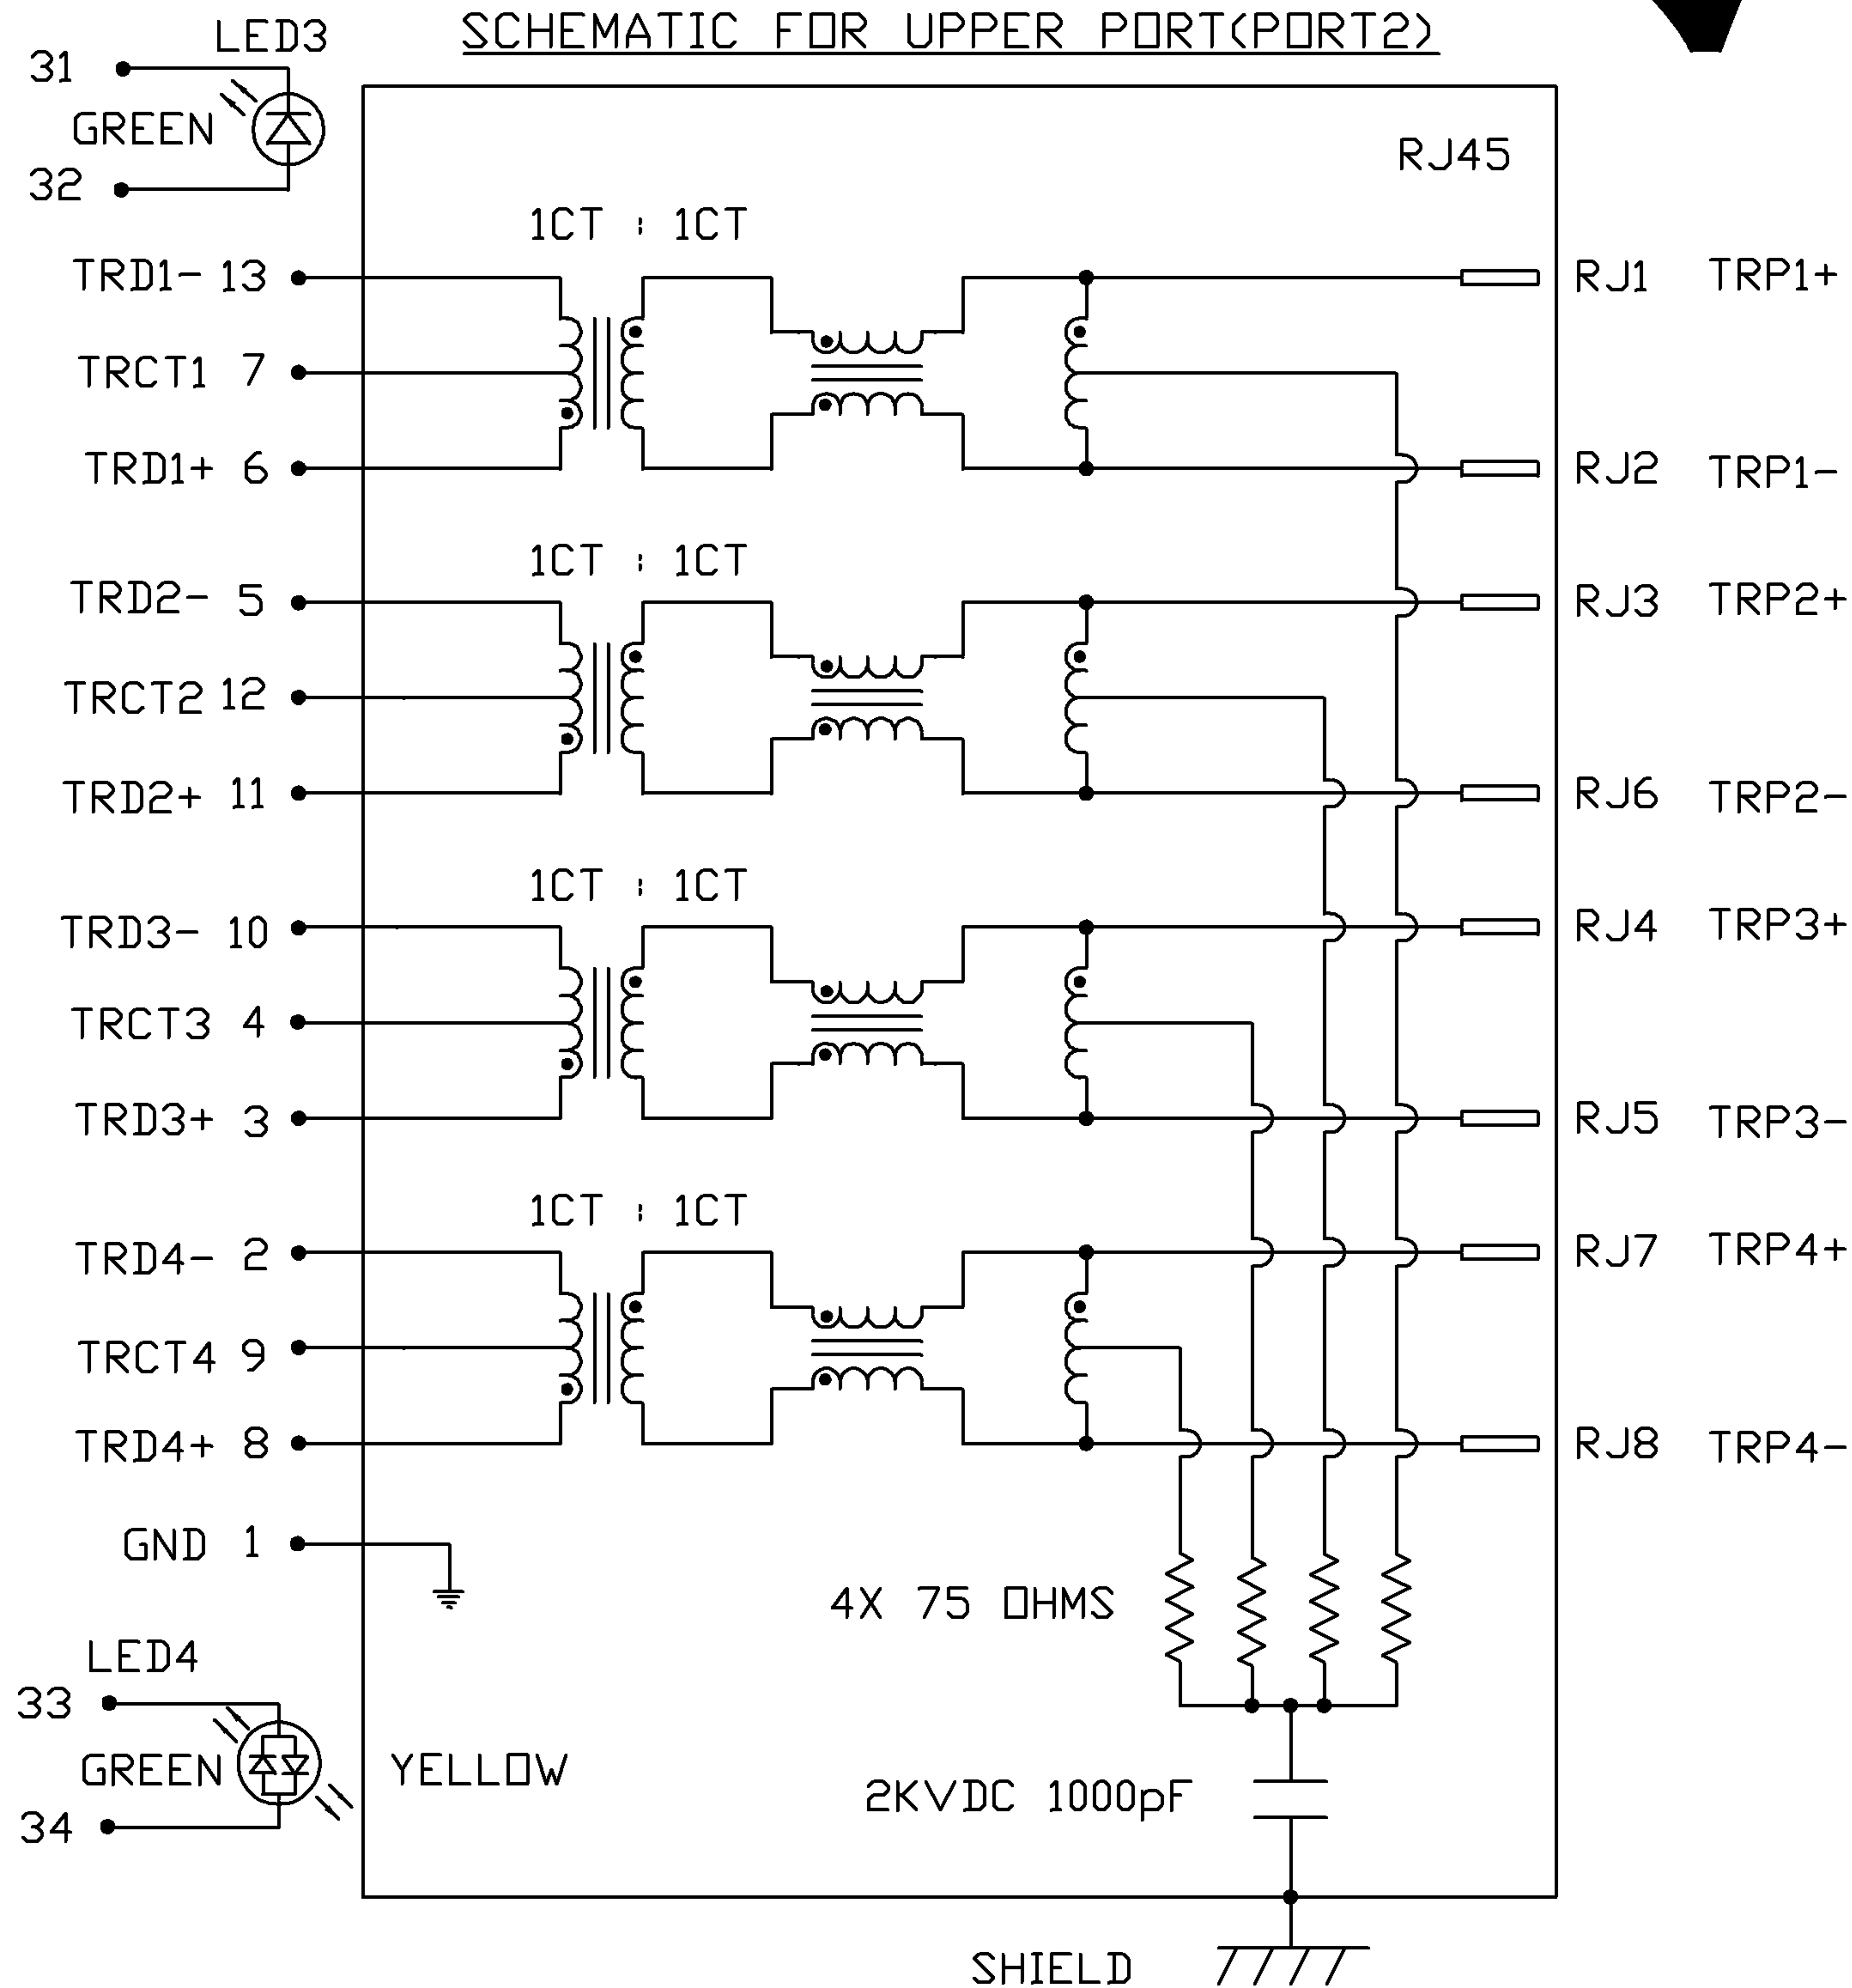 SCHEMATIC FOR UPPER PORT(PORT2)
LED3
31
GREEN
32
RJ45
1CT : 1CT
TRD1- 13
RJ1 TRP1+
TRCT1 7
TRD1+ 6
RJ2 TRP1-
1CT : 1CT
TRD2- 5
RJ3 TRP2+
TRCT2 12
TRD2+ 11
RJ6 TRP2-
1CT : 1CT
TRD3- 10
RJ4 TRP3+
TRCT3 4
TRD3+ 3
RJ5 TRP3-
1CT : 1CT
TRD4- 2
RJ7 TRP4+
TRCT4 9
TRD4+ 8
RJ8 TRP4-
GND 1
4X 75 OHMS
LED4
33
GREEN
YELLOW
34
2KVDC 1000pF
SHIELD